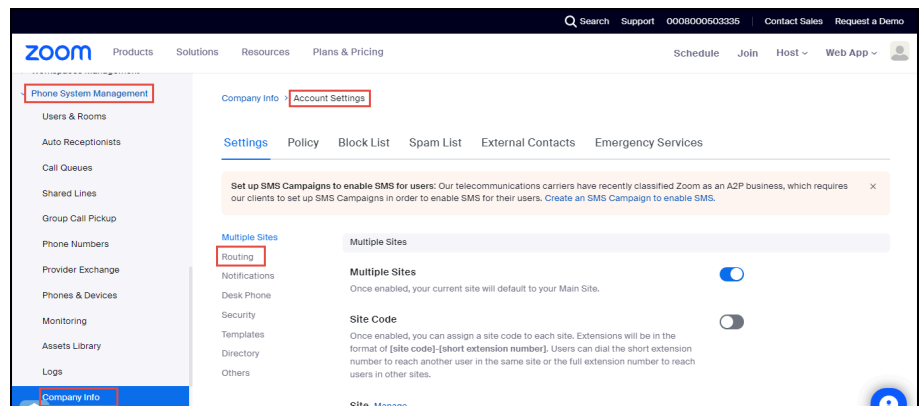 Search Support 0008000503335 Contact Sales Request a Demo
zoom Products Solutions Resources Plans & Pricing Schedule Join Host Web App
Phone System Management
Users & Rooms
Auto Receptionists
Call Queues
Shared Lines
Group Call Pickup
Phone Numbers
Provider Exchange
Phones & Devices
Monitoring
Assets Library
Logs
Company Info
Company Info > Account Settings
Settings Policy Block List Spam List External Contacts Emergency Services
Set up SMS Campaigns to enable SMS for users: Our telecommunications carriers have recently classified Zoom as an A2P business, which requires
our clients to set up SMS Campaigns in order to enable SMS for their users. Create an SMS Campaign to enable SMS.
Multiple Sites
Routing
Notifications
Desk Phone
Security
Templates
Directory
Others
Multiple Sites
Multiple Sites
Once enabled, your current site will default to your Main Site.
Site Code
Once enabled, you can assign a site code to each site. Extensions will be in the
format of [site code]-[short extension number]. Users can dial the short extension
number to reach another user in the same site or the full extension number to reach
users in other sites.
Site Manage